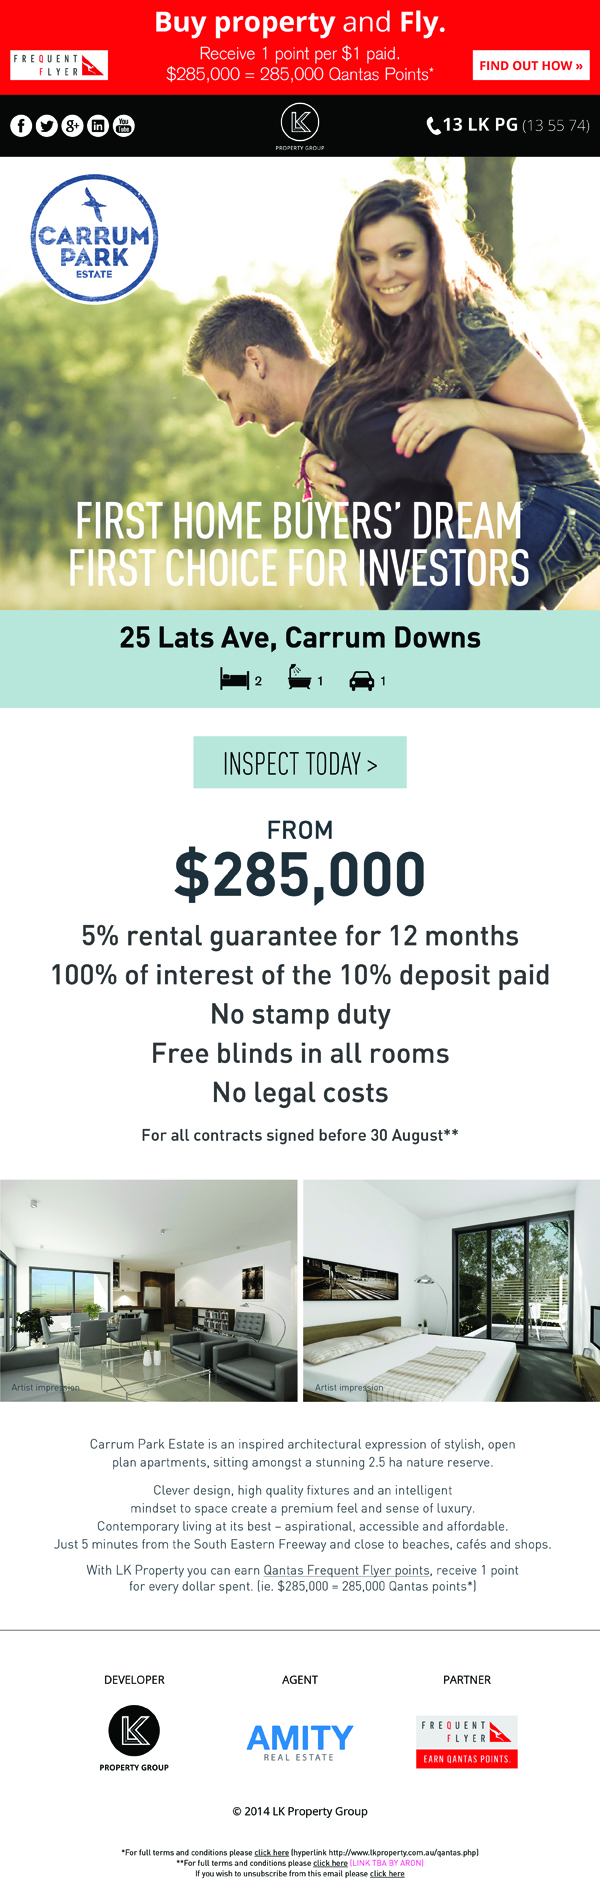 Buy property and Fly.
FREQUENT
FLYER
Receive 1 point per $1 paid.
$285,000 = 285,000 Qantas Points*
FIND OUT HOW »
f
g+
in
You
Tube
LK
PROPERTY GROUP
13 LK PG (13 55 74)
CARRUM
PARK
ESTATE
FIRST HOME BUYERS' DREAM
FIRST CHOICE FOR INVESTORS
25 Lats Ave, Carrum Downs
2 1 1
INSPECT TODAY >
FROM
$285,000
5% rental guarantee for 12 months
100% of interest of the 10% deposit paid
No stamp duty
Free blinds in all rooms
No legal costs
For all contracts signed before 30 August**
Artist impression
Artist impression
Carrum Park Estate is an inspired architectural expression of stylish, open
plan apartments, sitting amongst a stunning 2.5 ha nature reserve.
Clever design, high quality fixtures and an intelligent
mindset to space create a premium feel and sense of luxury.
Contemporary living at its best – aspirational, accessible and affordable.
Just 5 minutes from the South Eastern Freeway and close to beaches, cafés and shops.
With LK Property you can earn Qantas Frequent Flyer points, receive 1 point
for every dollar spent. (ie. $285,000 = 285,000 Qantas points*)
DEVELOPER
AGENT
PARTNER
LK
PROPERTY GROUP
AMITY
REAL ESTATE
FREQUENT
FLYER
EARN QANTAS POINTS.
© 2014 LK Property Group
*For full terms and conditions please click here (hyperlink http://www.lkproperty.com.au/qantas.php)
**For full terms and conditions please click here (LINK TBA BY ARON)
If you wish to unsubscribe from this email please click here